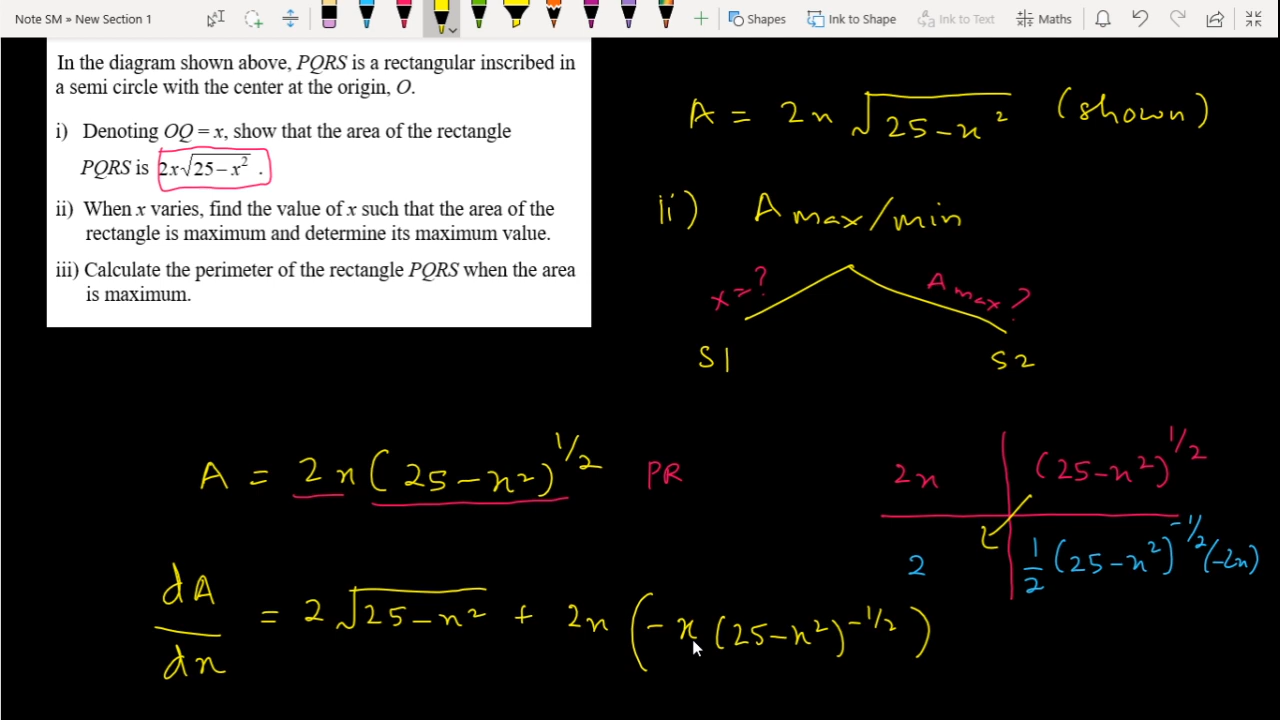 Note SM » New Section 1
Shapes
Ink to Shape
Ink to Text
Maths
In the diagram shown above, PQRS is a rectangular inscribed in
a semi circle with the center at the origin, O.
i) Denoting OQ = x, show that the area of the rectangle
PQRS is 2x√(25 − x²) .
ii) When x varies, find the value of x such that the area of the
rectangle is maximum and determine its maximum value.
iii) Calculate the perimeter of the rectangle PQRS when the area
is maximum.
A = 2x √(25 − x²) (shown)
ii) A max/min
x = ? A max ?
S1 S2
A = 2x (25 − x²)^1/2 PR
2x (25 − x²)^1/2
2 1/2 (25 − x²)^-1/2 (−2x)
dA/dx = 2 √(25 − x²) + 2x (− x (25 − x²)^-1/2)